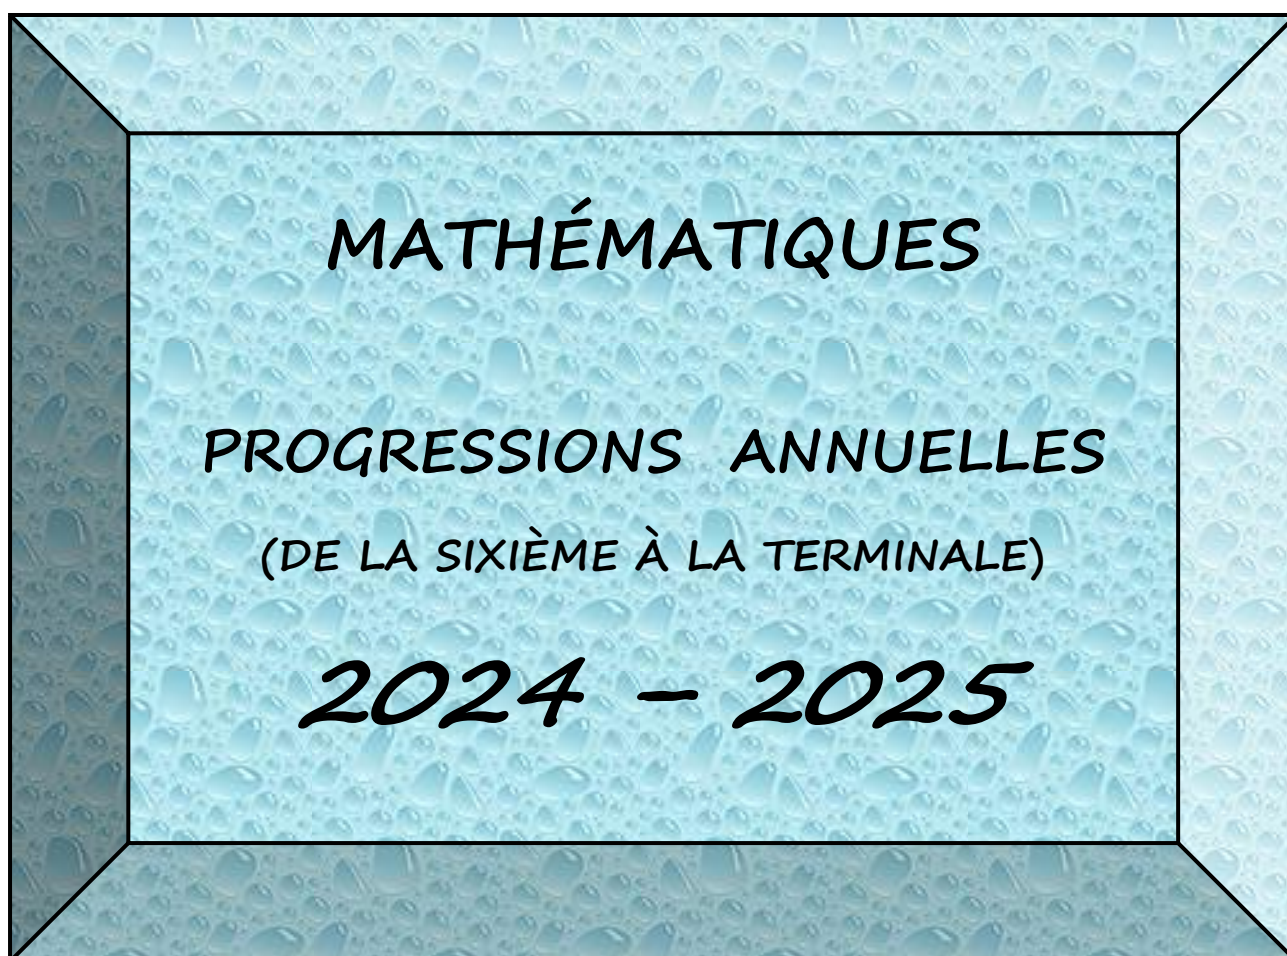 MATHÉMATIQUES
PROGRESSIONS ANNUELLES
(DE LA SIXIÈME À LA TERMINALE)
2024 – 2025